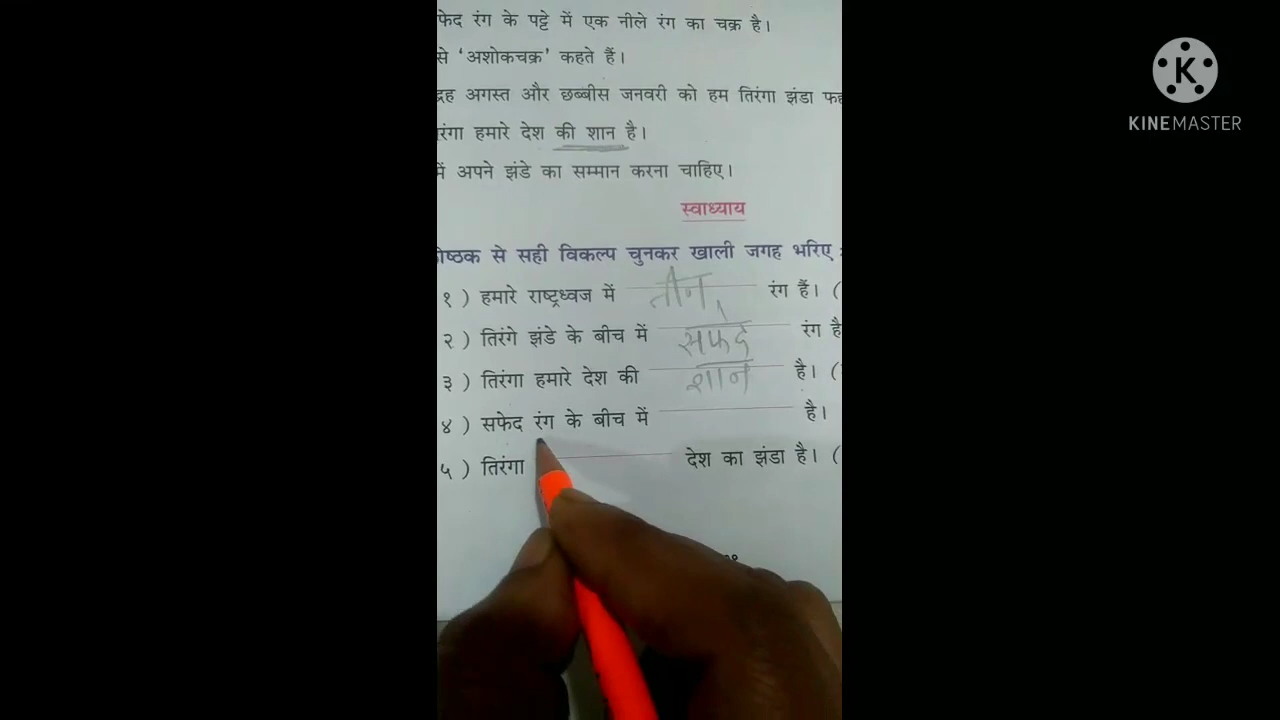 फेद रंग के पट्टे में एक नीले रंग का चक्र है।
से 'अशोकचक्र' कहते हैं।
द्रह अगस्त और छब्बीस जनवरी को हम तिरंगा झंडा फह
रंगा हमारे देश की शान है।
में अपने झंडे का सम्मान करना चाहिए।
स्वाध्याय
ोष्ठक से सही विकल्प चुनकर खाली जगह भरिए :
१ ) हमारे राष्ट्रध्वज में तीन रंग हैं। (
२ ) तिरंगे झंडे के बीच में सफेद रंग है
३ ) तिरंगा हमारे देश की शान है। (
४ ) सफेद रंग के बीच में है।
५ ) तिरंगा देश का झंडा है। (
KINEMASTER